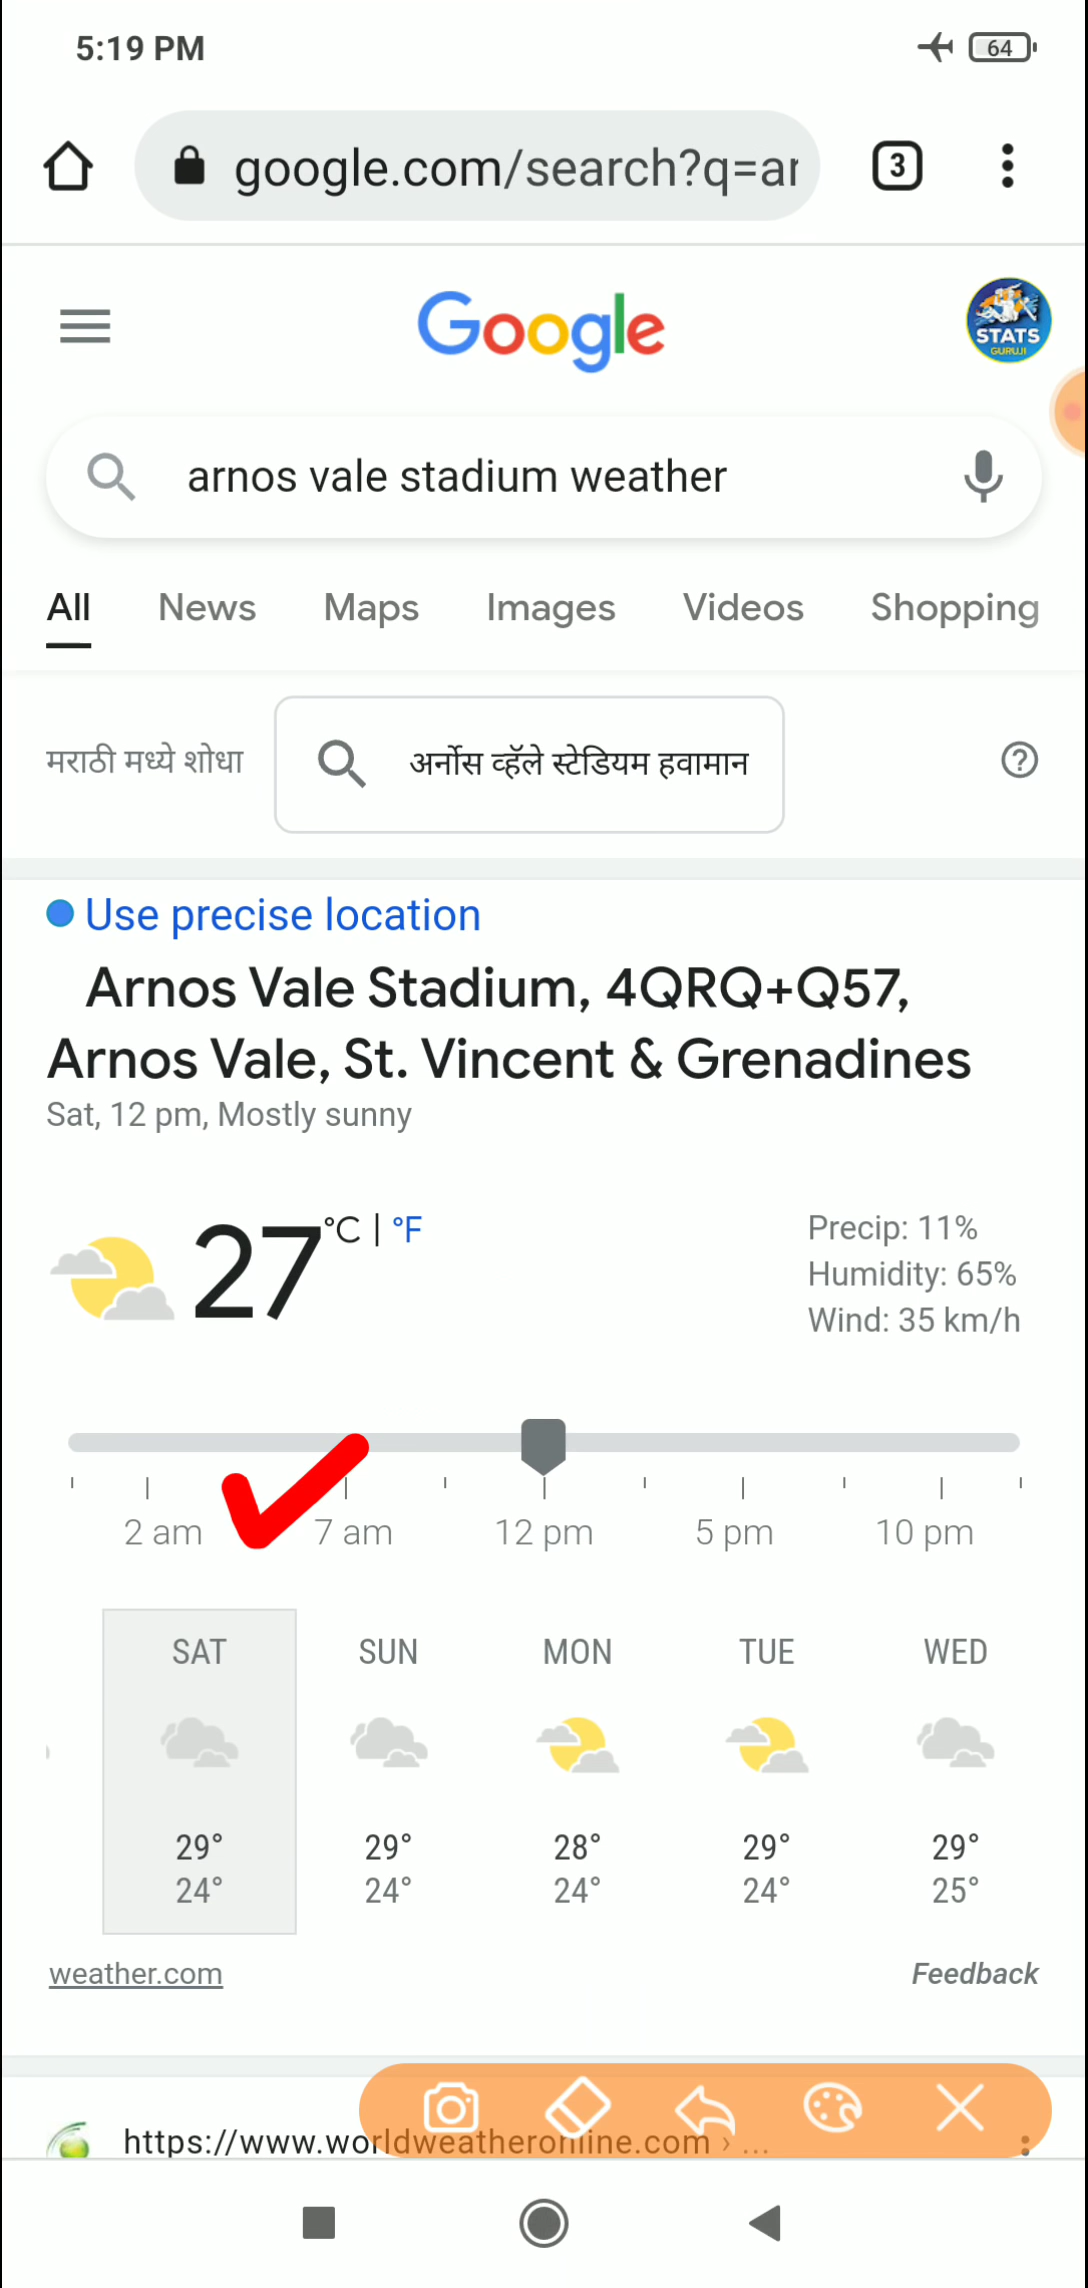 5:19 PM
64
google.com/search?q=ar
3
Google
STATS
GURUJI
arnos vale stadium weather
All News Maps Images Videos Shopping
मराठी मध्ये शोधा
अर्नोस व्हॅले स्टेडियम हवामान
Use precise location
Arnos Vale Stadium, 4QRQ+Q57,
Arnos Vale, St. Vincent & Grenadines
Sat, 12 pm, Mostly sunny
27 °C | °F
Precip: 11%
Humidity: 65%
Wind: 35 km/h
2 am 7 am 12 pm 5 pm 10 pm
SAT SUN MON TUE WED
29° 29° 28° 29° 29°
24° 24° 24° 24° 25°
weather.com Feedback
https://www.worldweatheronline.com › ...